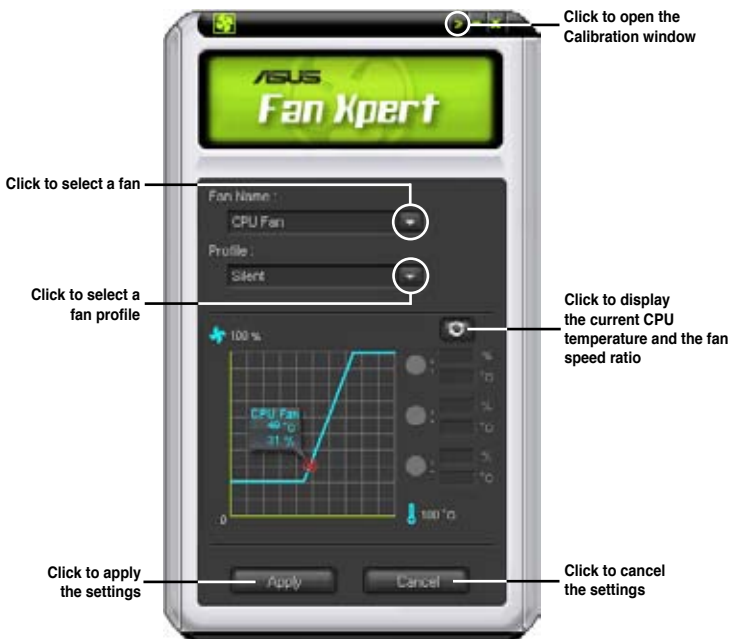 Click to open the
Calibration window
ASUS
Fan Xpert
Click to select a fan
Fan Name :
CPU Fan
Profile :
Silent
Click to select a
fan profile
Click to display
the current CPU
temperature and the fan
speed ratio
100 %
CPU Fan
49 °C
31 %
: %
°C
: %
°C
: %
°C
0
100 °C
Click to apply
the settings
Apply
Cancel
Click to cancel
the settings